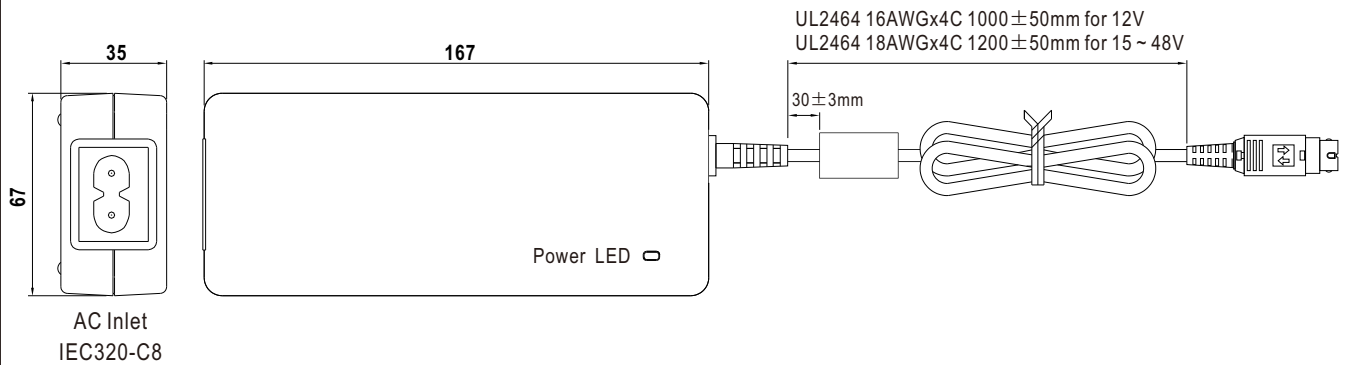 UL2464 16AWGx4C 1000±50mm for 12V
UL2464 18AWGx4C 1200±50mm for 15 ~ 48V
35
167
30±3mm
67
Power LED
AC Inlet
IEC320-C8